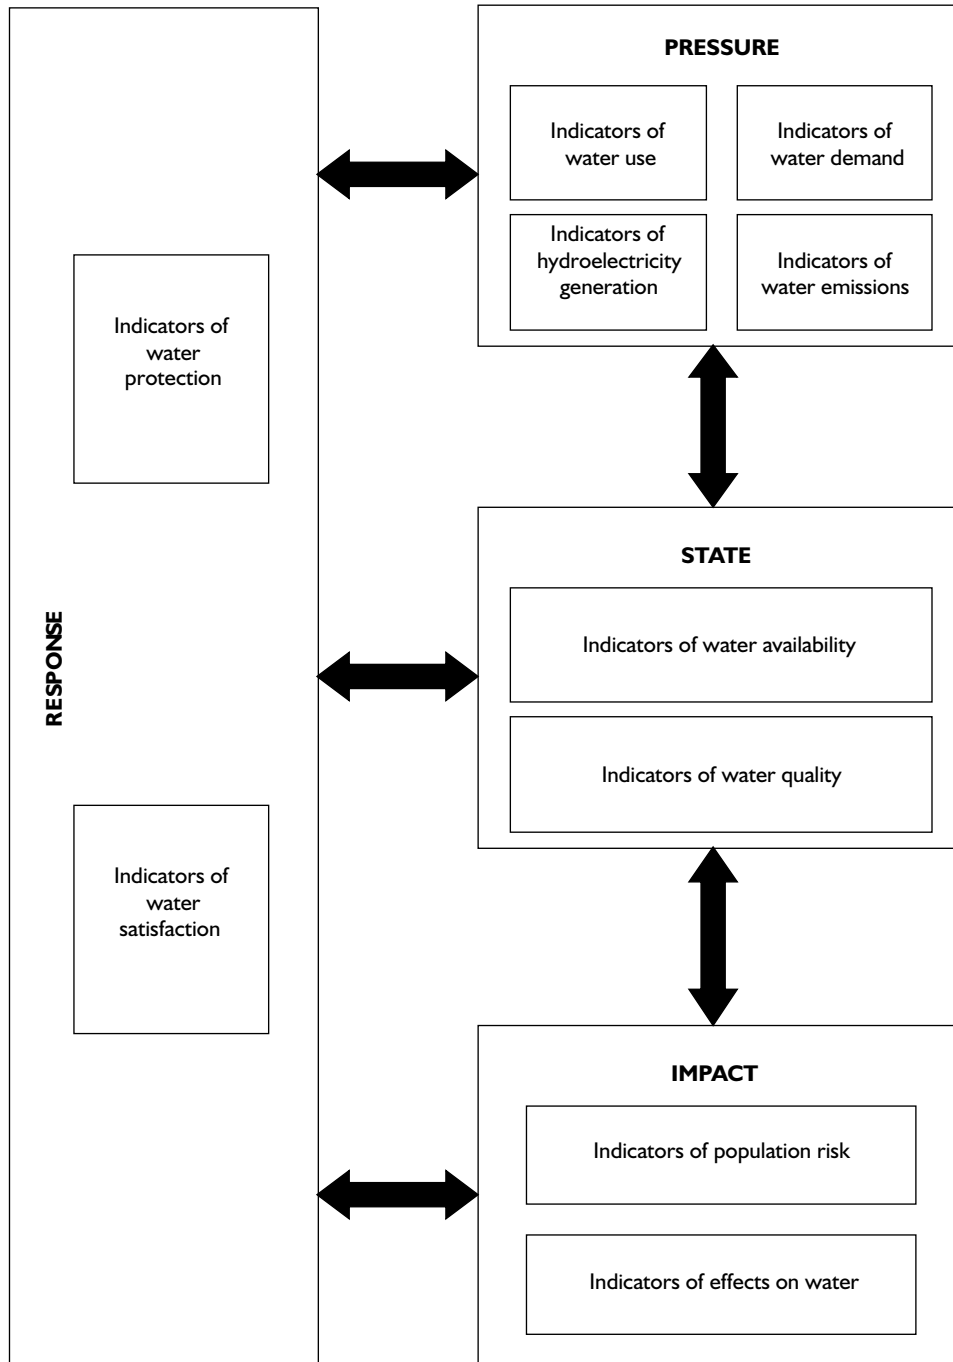 PRESSURE
Indicators of
water use
Indicators of
water demand
Indicators of
hydroelectricity
generation
Indicators of
water emissions
Indicators of
water
protection
RESPONSE
STATE
Indicators of water availability
Indicators of water quality
Indicators of
water
satisfaction
IMPACT
Indicators of population risk
Indicators of effects on water